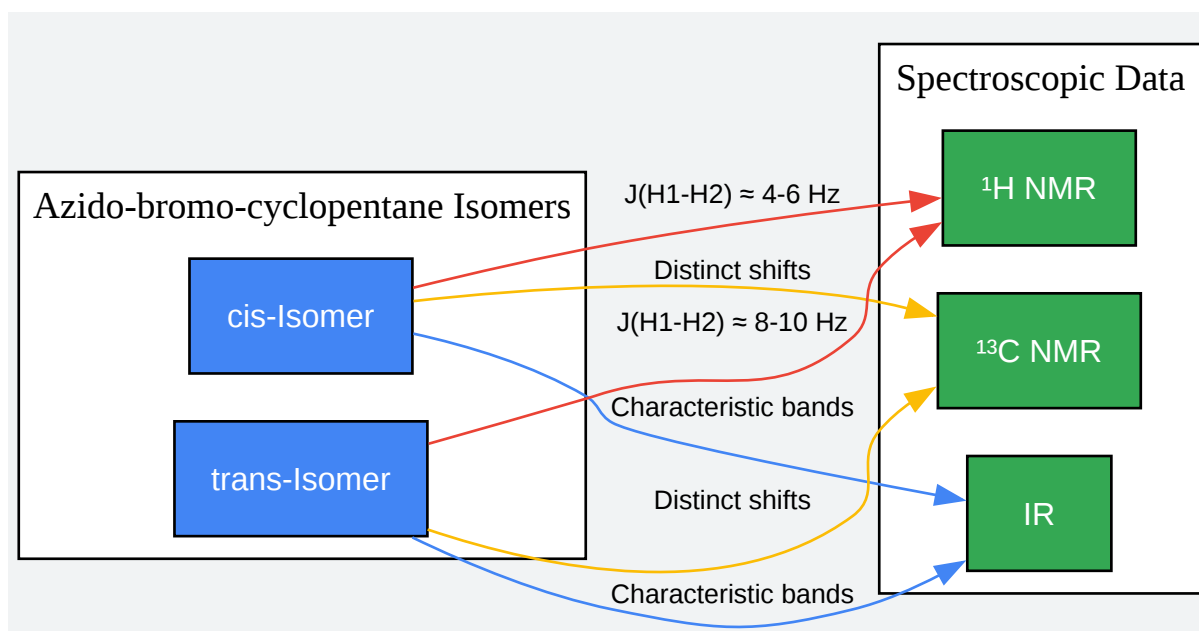 Spectroscopic Data
¹H NMR
J(H1-H2) ≈ 4-6 Hz
Azido-bromo-cyclopentane Isomers
Distinct shifts
cis-Isomer
J(H1-H2) ≈ 8-10 Hz
¹³C NMR
Characteristic bands
trans-Isomer
Distinct shifts
IR
Characteristic bands